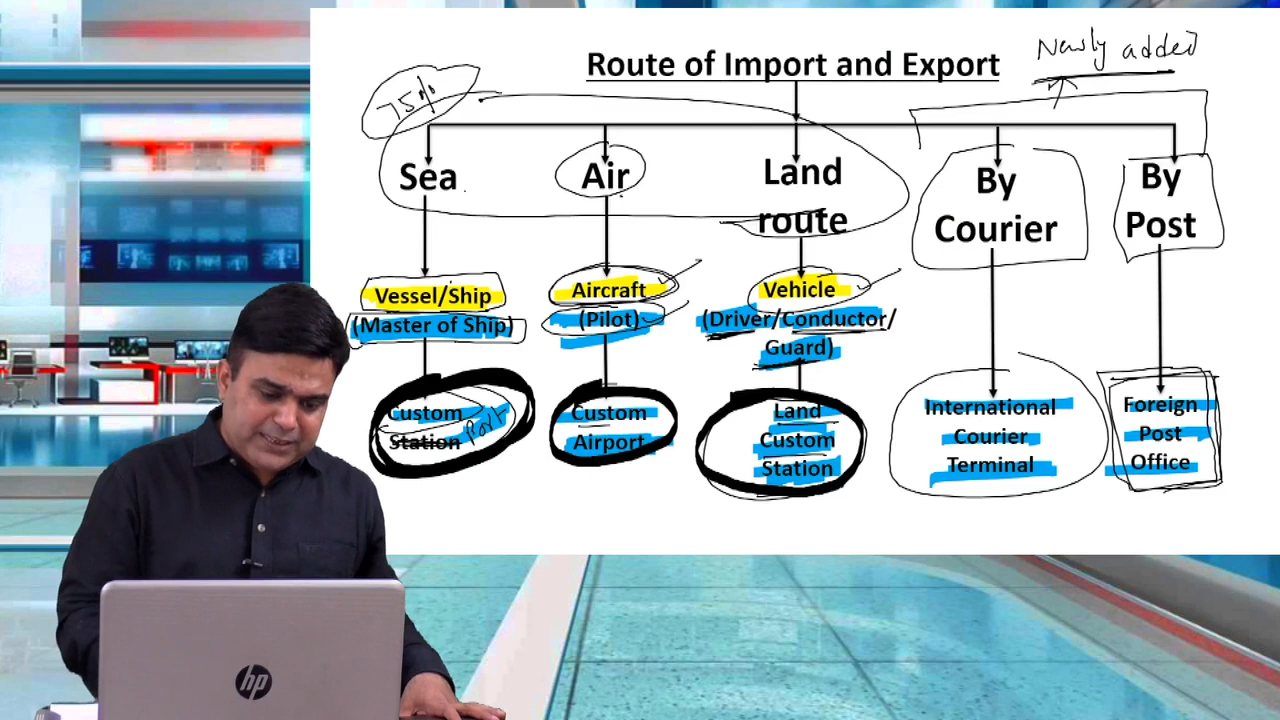 Newly added
Route of Import and Export
75%
Sea
Air
Land
route
By
Courier
By
Post
Vessel/Ship
(Master of Ship)
Aircraft
(Pilot)
Vehicle
(Driver/Conductor/
Guard)
Custom
Station Port
Custom
Airport
Land
Custom
Station
International
Courier
Terminal
Foreign
Post
Office
hp